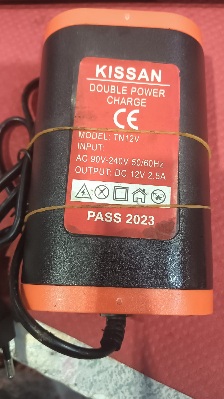 KISSAN
DOUBLE POWER
CHARGE
CE
MODEL: TN12V
INPUT:
AC 90V-240V 50/60Hz
OUTPUT: DC 12V 2.5A
PASS 2023